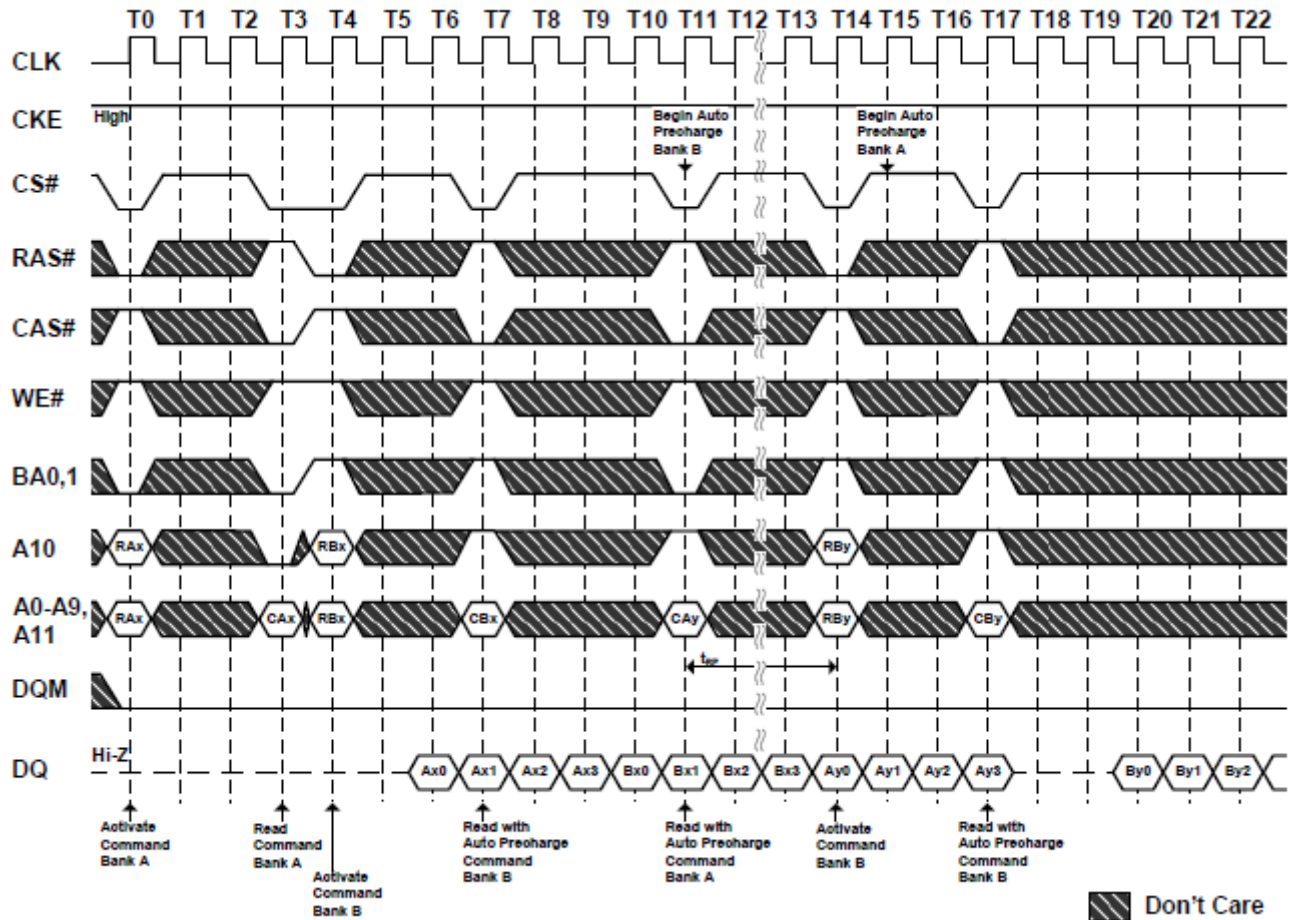 T0 T1 T2 T3 T4 T5 T6 T7 T8 T9 T10 T11 T12 T13 T14 T15 T16 T17 T18 T19 T20 T21 T22
CLK
CKE
High
Begin Auto
Precharge
Bank B
Begin Auto
Precharge
Bank A
CS#
RAS#
CAS#
WE#
BA0,1
A10
RAx RBx RBy
A0-A9,
A11
RAx CAx RBx CBx CAy RBy CBy
tRP
DQM
Hi-Z
DQ
Ax0 Ax1 Ax2 Ax3 Bx0 Bx1 Bx2 Bx3 Ay0 Ay1 Ay2 Ay3 By0 By1 By2
Activate
Command
Bank A
Read
Command
Bank A
Activate
Command
Bank B
Read with
Auto Precharge
Command
Bank B
Read with
Auto Precharge
Command
Bank A
Activate
Command
Bank B
Read with
Auto Precharge
Command
Bank B
Don't Care